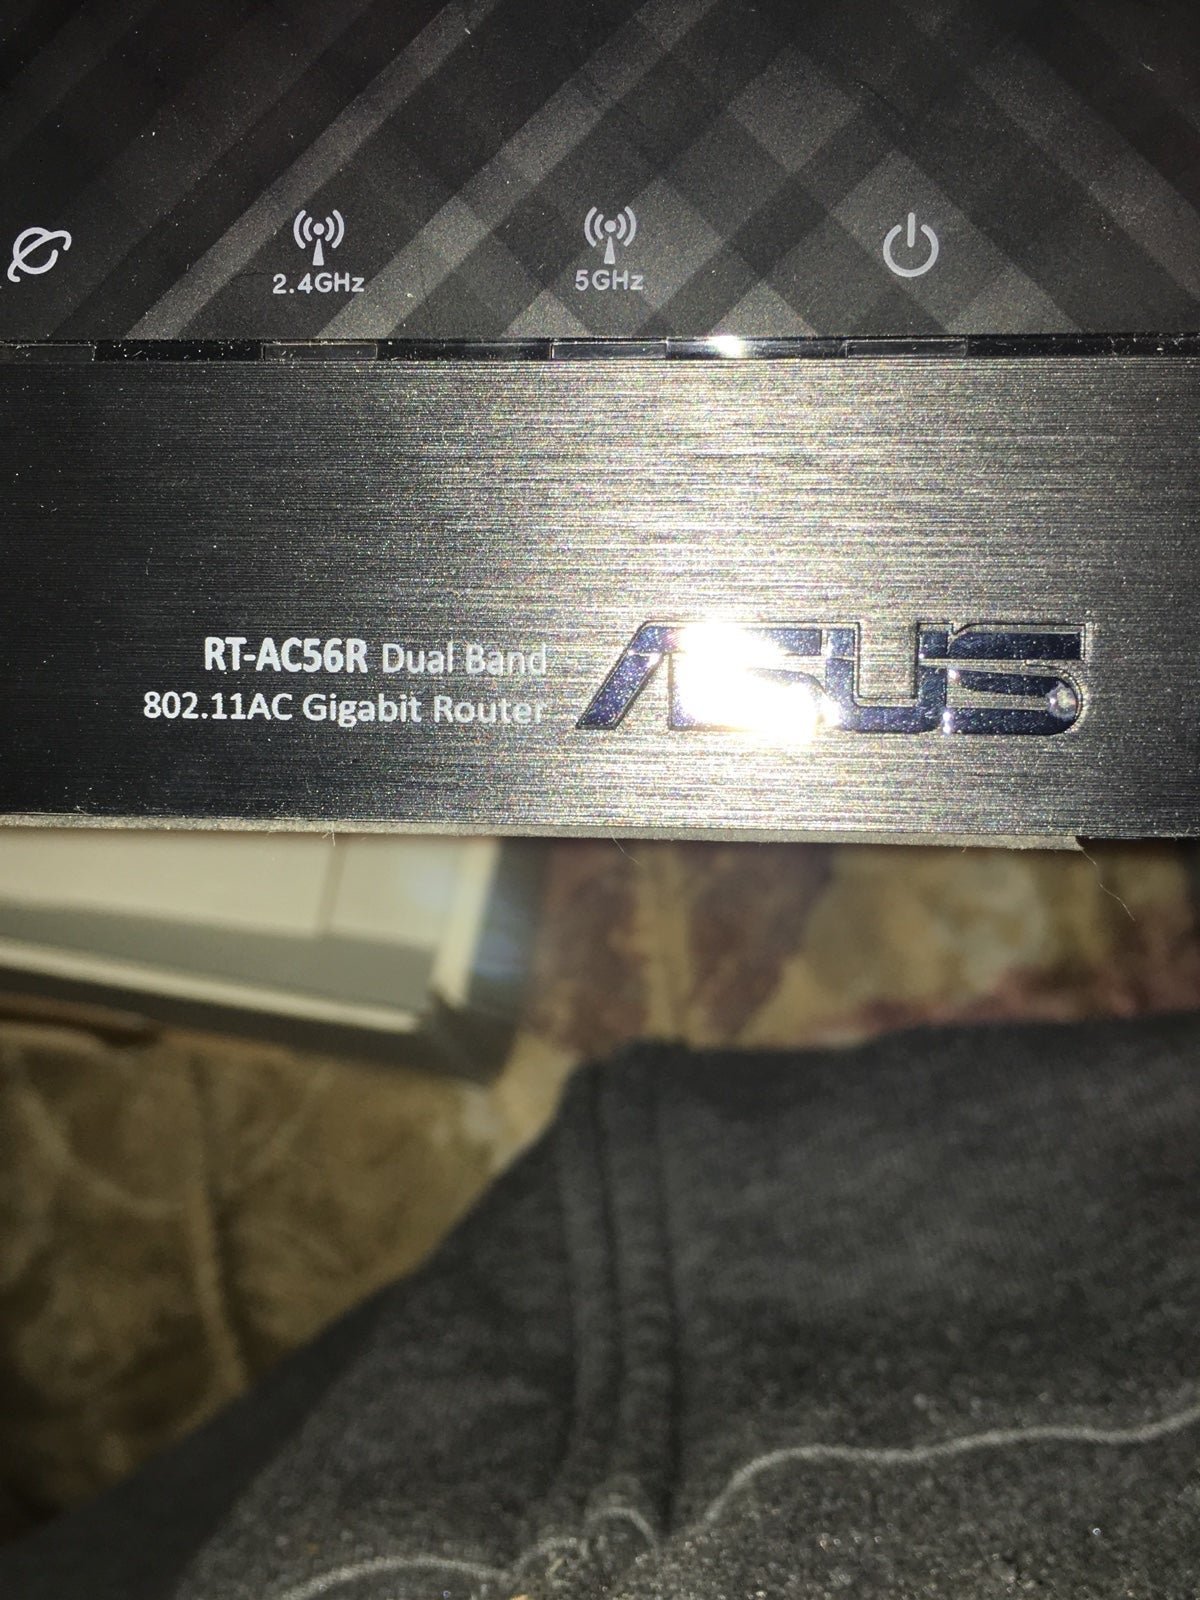 2.4GHz
5GHz
RT-AC56R Dual Band
802.11AC Gigabit Router
ASUS